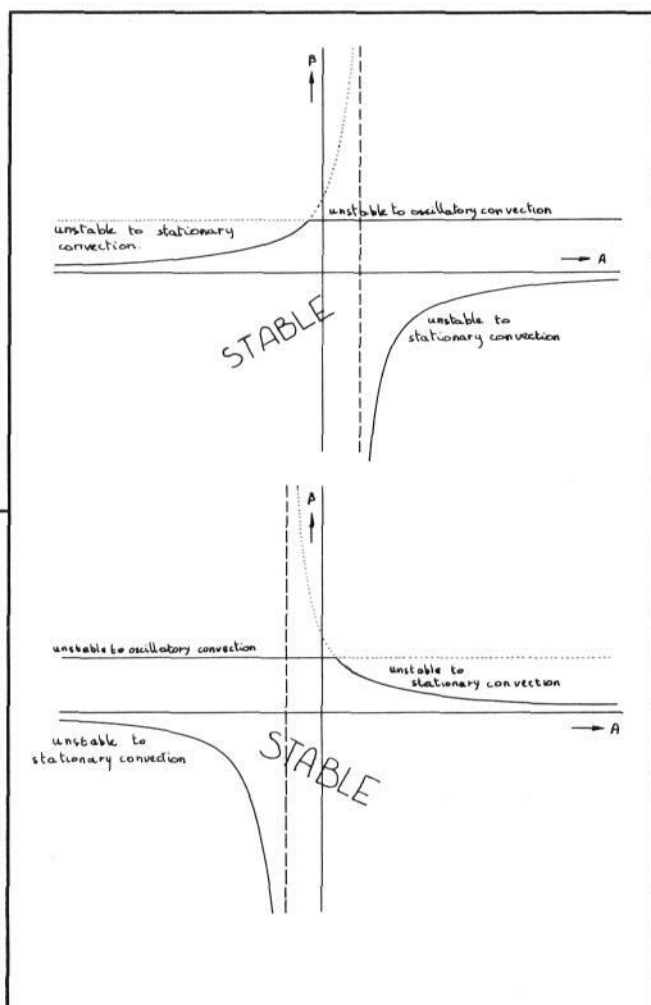 β
unstable to oscillatory convection
unstable to stationary
convection.
A
STABLE
unstable to
stationary convection
β
unstable to oscillatory convection
unstable to
stationary convection
A
unstable to
stationary convection
STABLE